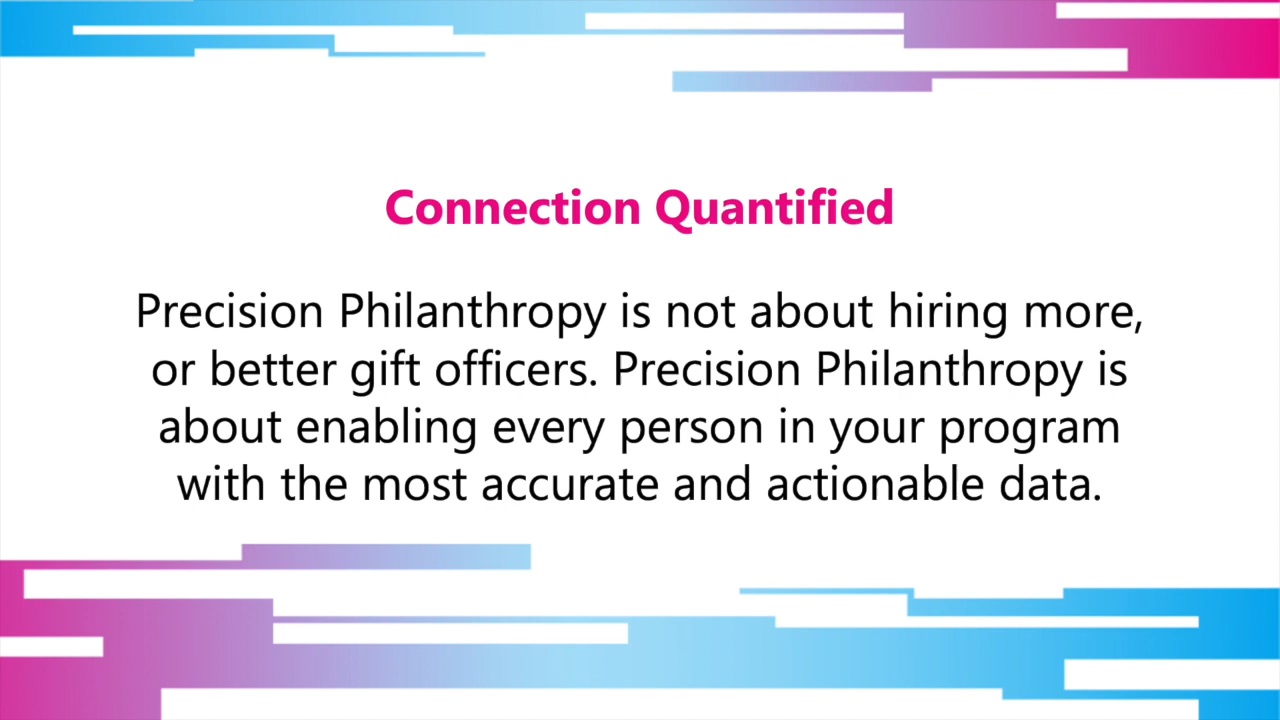 Connection Quantified
Precision Philanthropy is not about hiring more,
or better gift officers. Precision Philanthropy is
about enabling every person in your program
with the most accurate and actionable data.